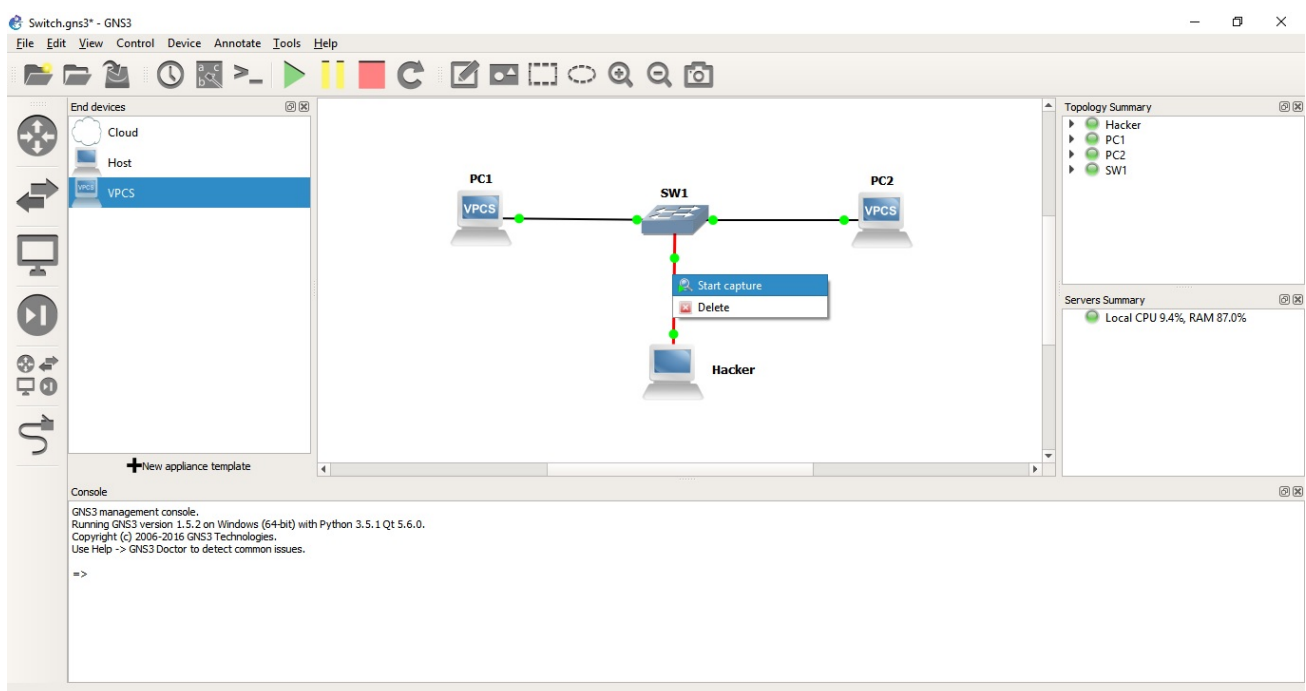 Switch.gns3* - GNS3
File Edit View Control Device Annotate Tools Help
End devices
Cloud
Host
VPCS
VPCS
New appliance template
PC1
VPCS
SW1
PC2
VPCS
Start capture
Delete
Hacker
Topology Summary
Hacker
PC1
PC2
SW1
Servers Summary
Local CPU 9.4%, RAM 87.0%
Console
GNS3 management console.
Running GNS3 version 1.5.2 on Windows (64-bit) with Python 3.5.1 Qt 5.6.0.
Copyright (c) 2006-2016 GNS3 Technologies.
Use Help -> GNS3 Doctor to detect common issues.
=>